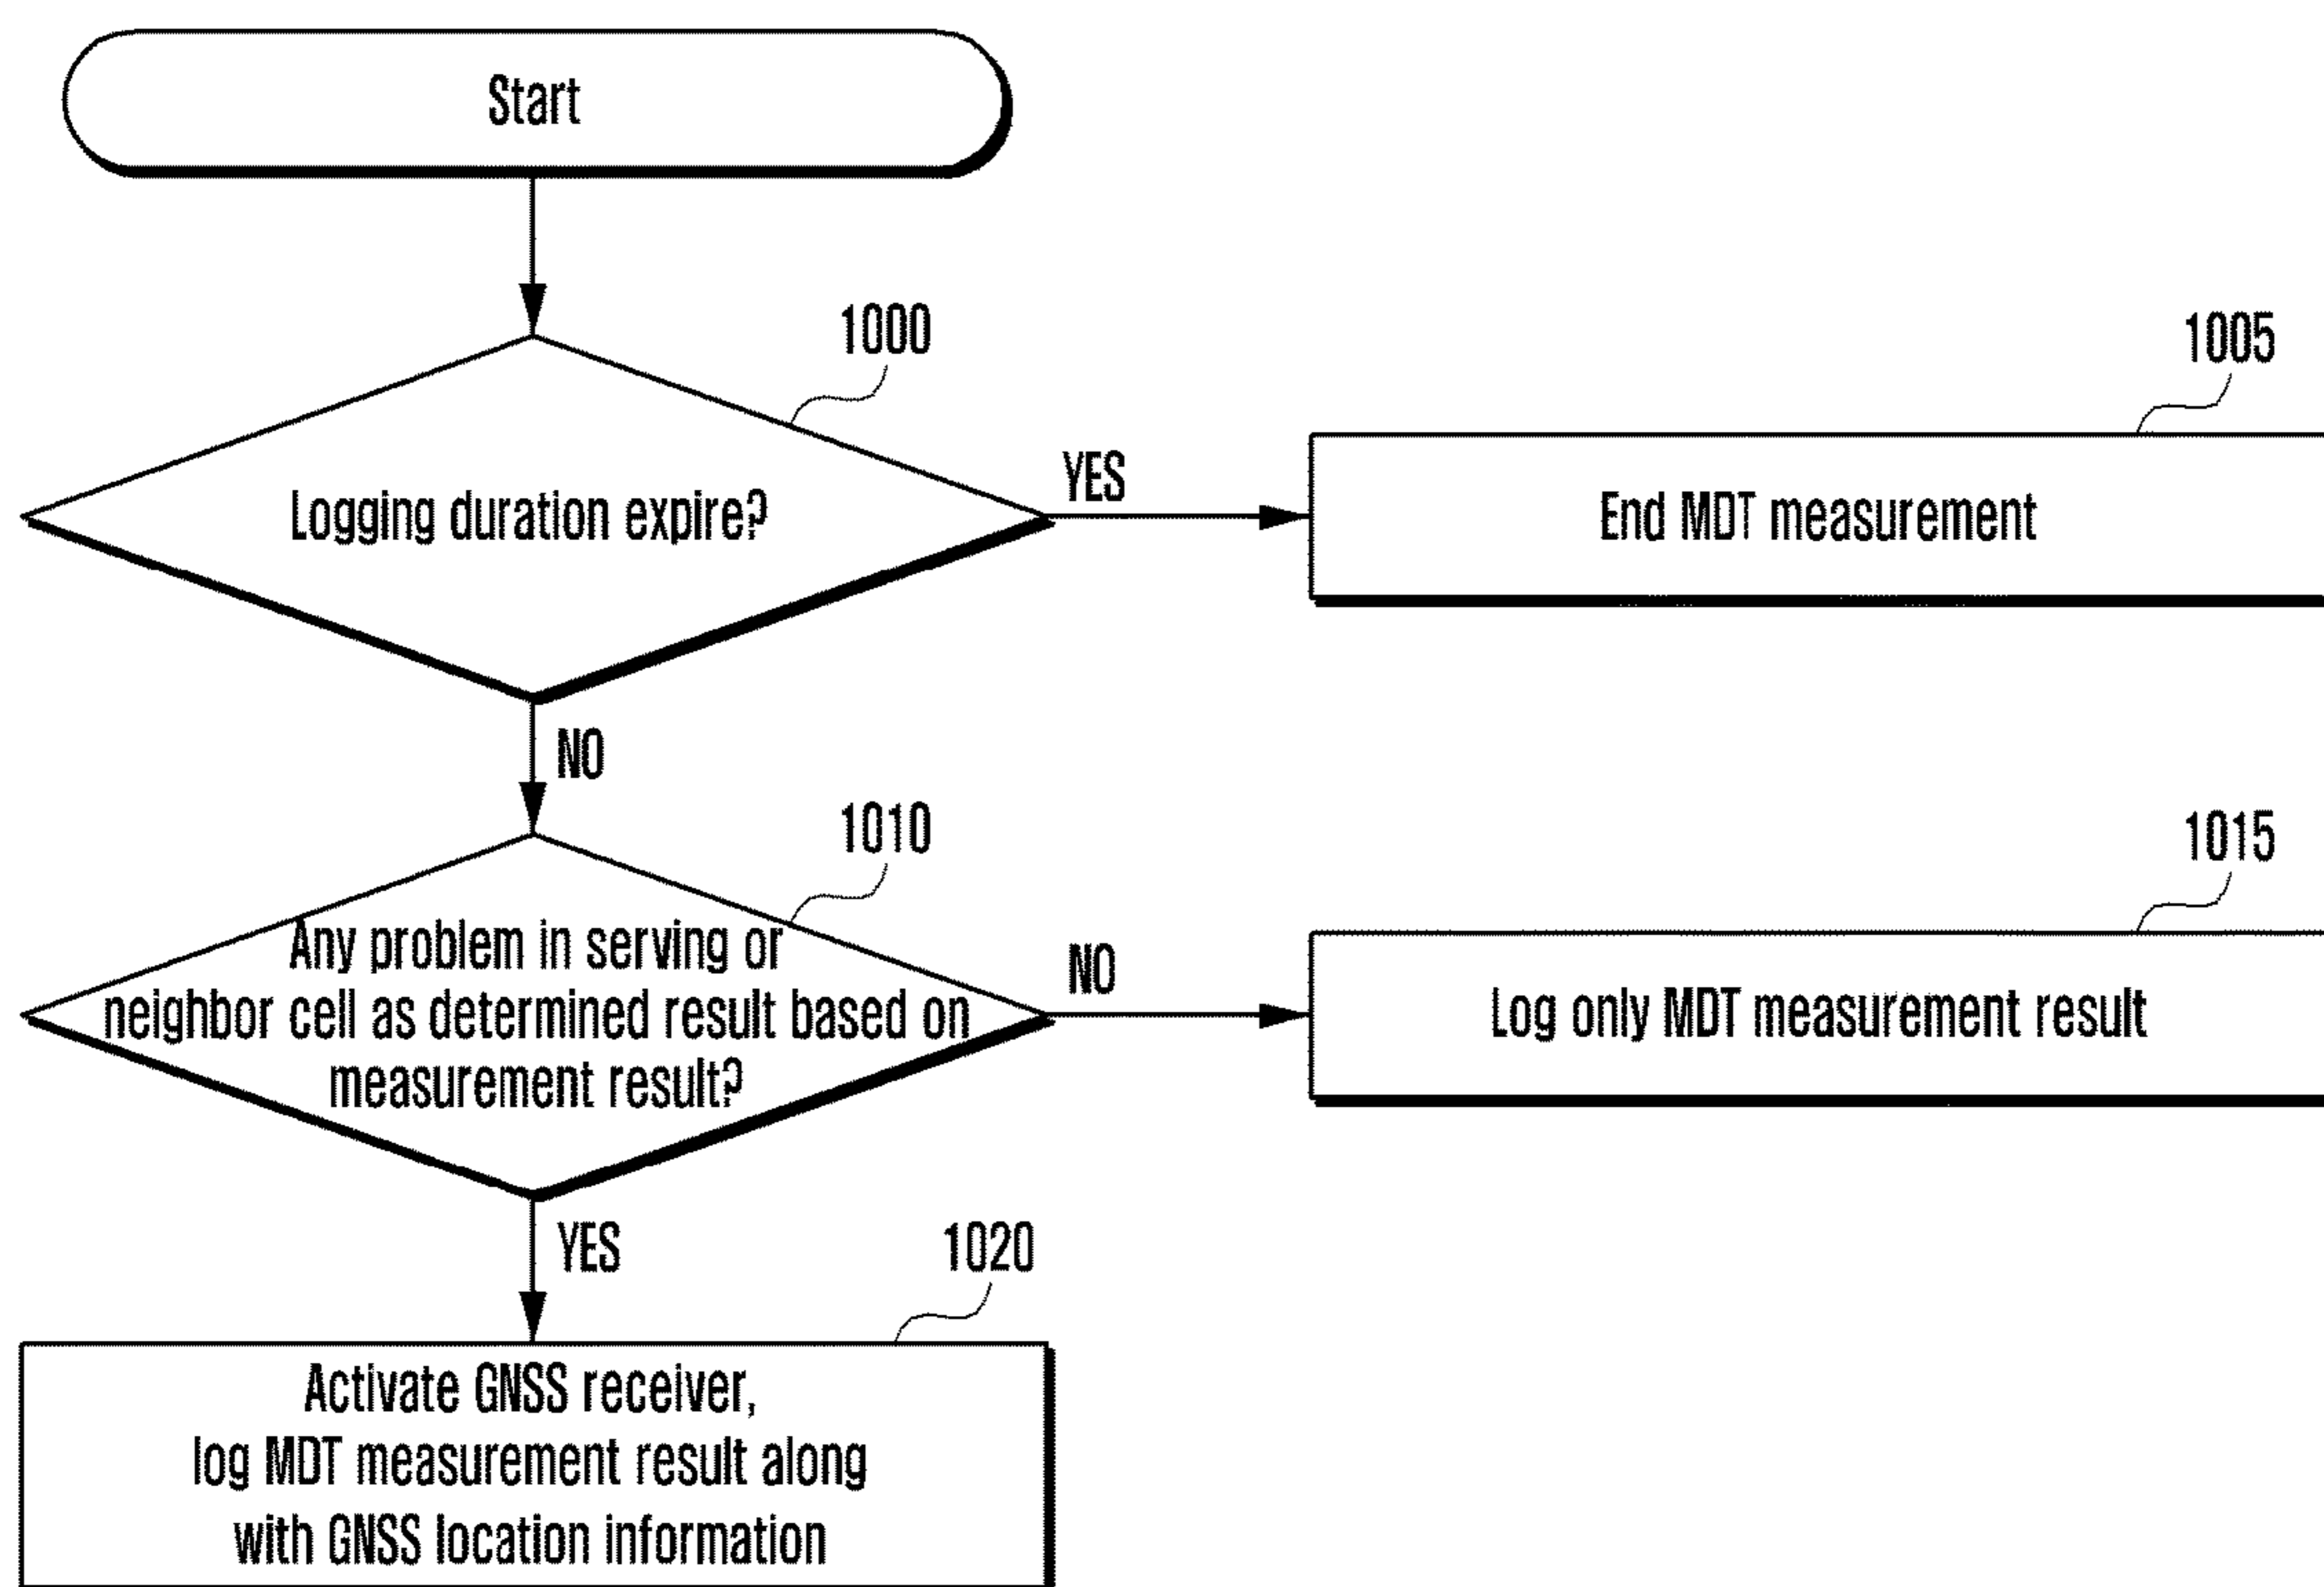 Start
1000
Logging duration expire?
YES
1005
End MDT measurement
NO
1010
Any problem in serving or
neighbor cell as determined result based on
measurement result?
NO
1015
Log only MDT measurement result
YES
1020
Activate GNSS receiver,
log MDT measurement result along
with GNSS location information